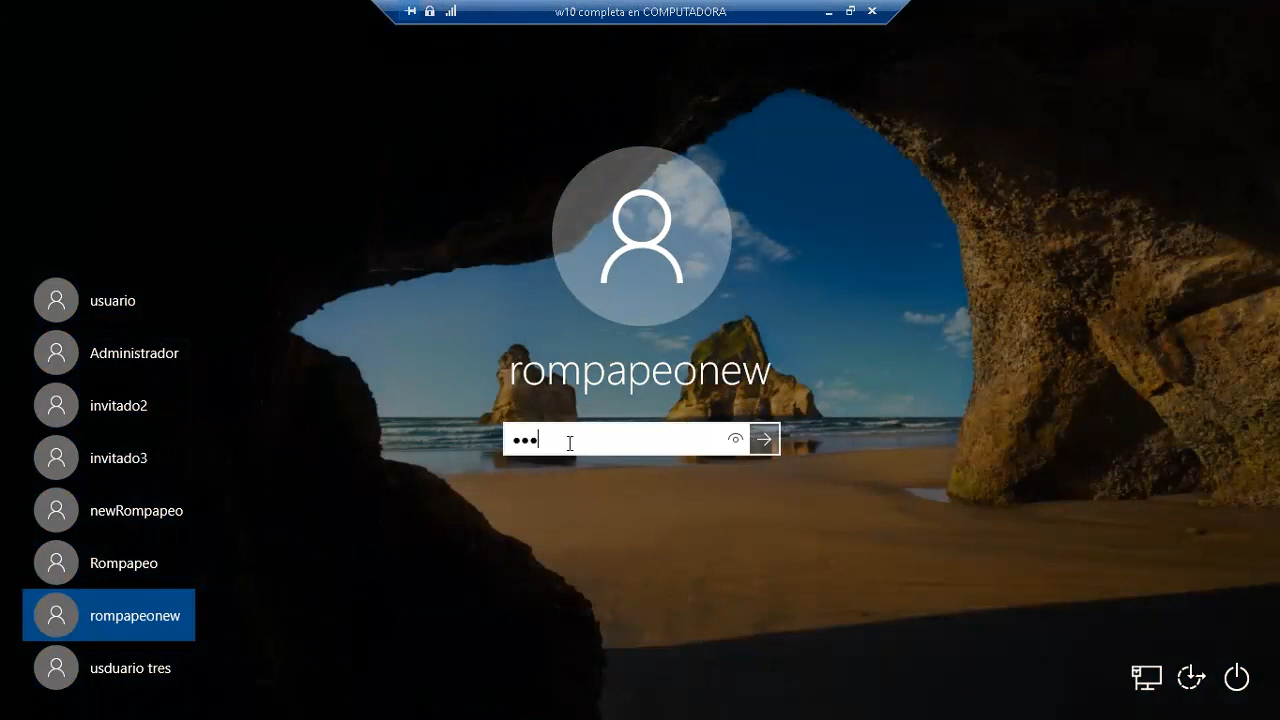 w10 completa en COMPUTADORA
rompapeonew
usuario
Administrador
invitado2
invitado3
newRompapeo
Rompapeo
rompapeonew
usduario tres